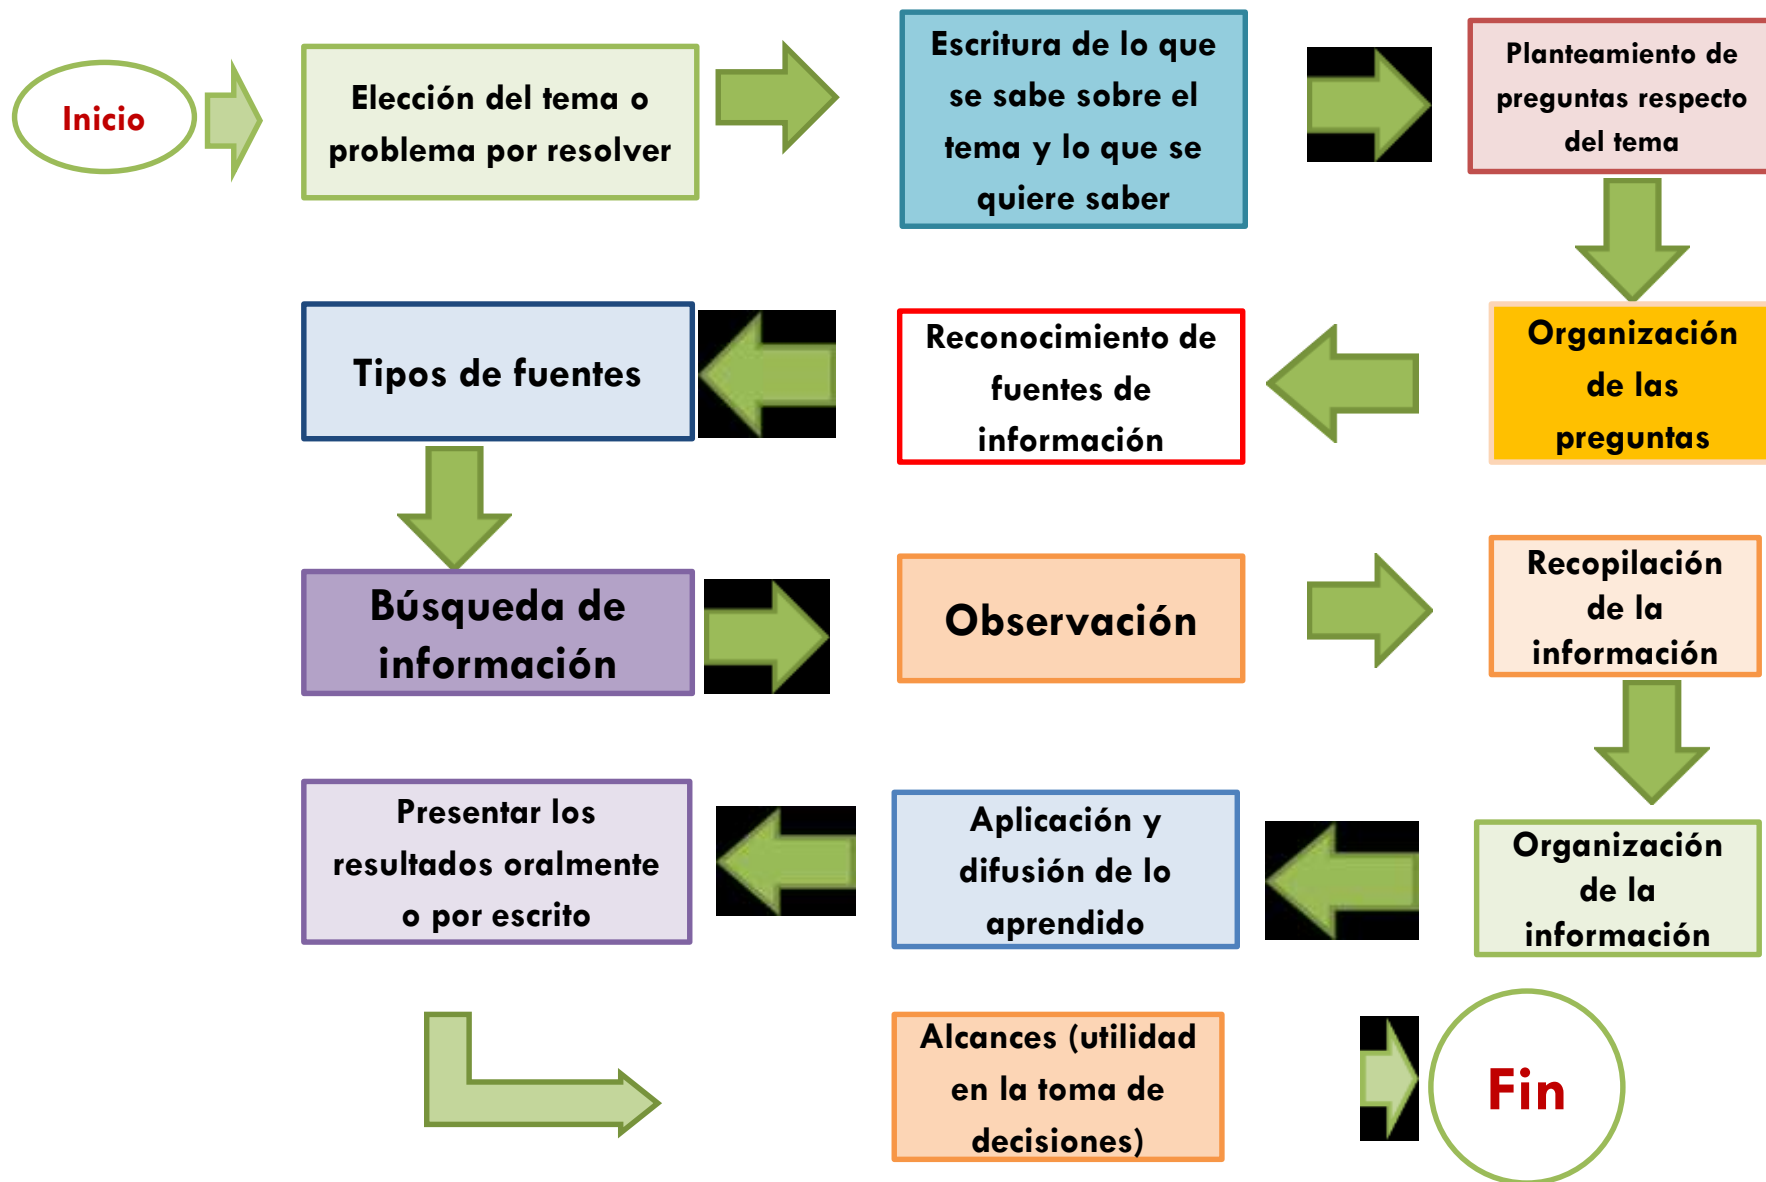 Inicio
Elección del tema o
problema por resolver
Escritura de lo que
se sabe sobre el
tema y lo que se
quiere saber
Planteamiento de
preguntas respecto
del tema
Organización
de las
preguntas
Reconocimiento de
fuentes de
información
Tipos de fuentes
Búsqueda de
información
Observación
Recopilación
de la
información
Organización
de la
información
Aplicación y
difusión de lo
aprendido
Presentar los
resultados oralmente
o por escrito
Alcances (utilidad
en la toma de
decisiones)
Fin